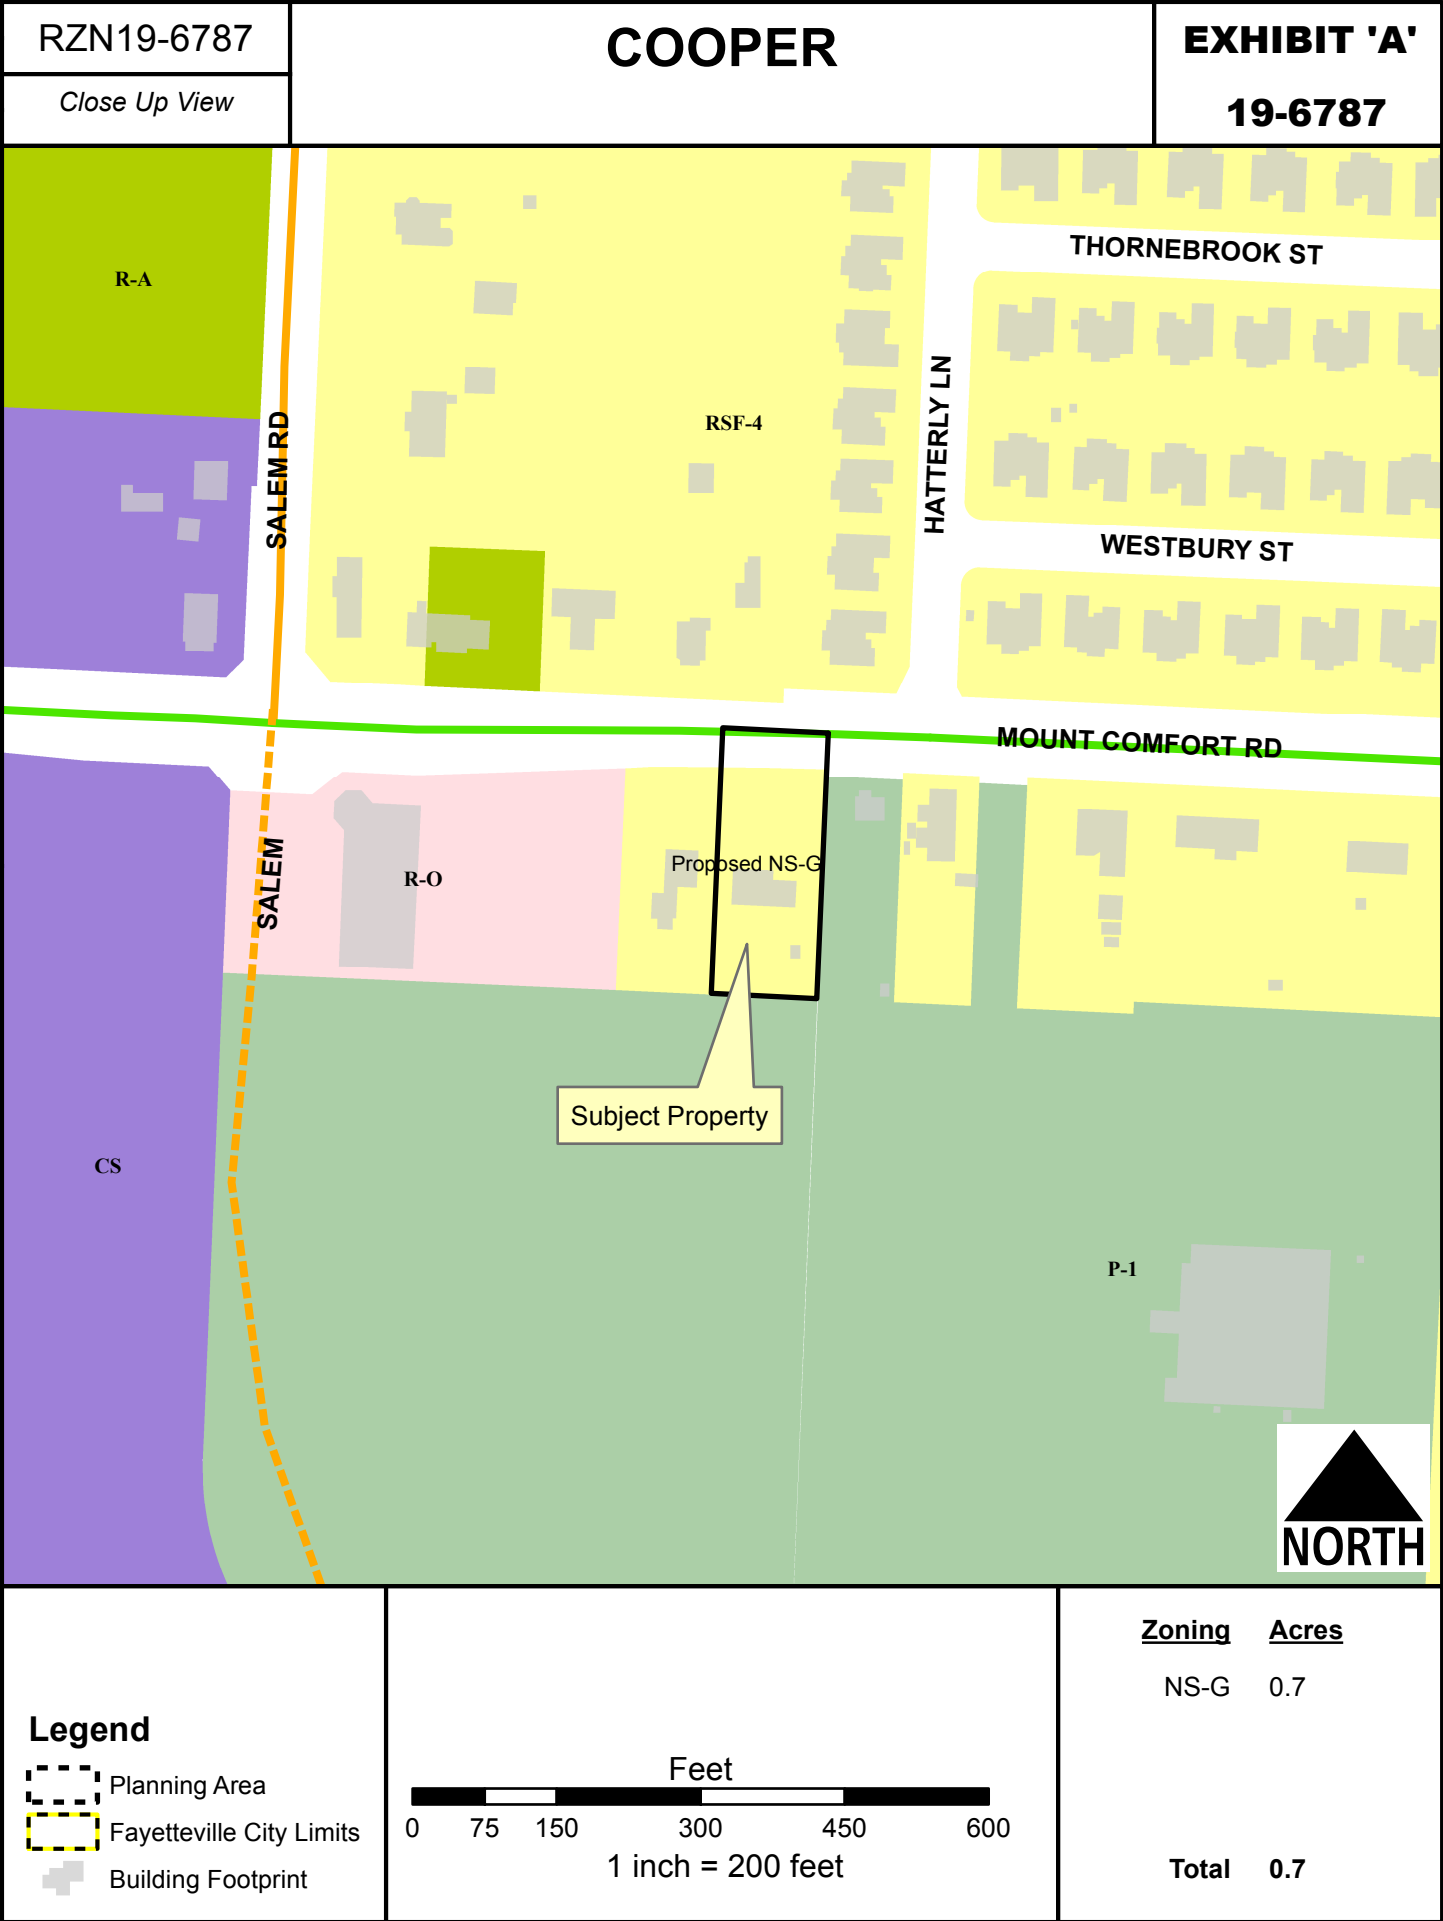 RZN19-6787
Close Up View
COOPER
EXHIBIT 'A'
19-6787
THORNEBROOK ST
R-A
HATTERLY LN
RSF-4
SALEM RD
WESTBURY ST
MOUNT COMFORT RD
SALEM
R-O
Proposed NS-G
Subject Property
CS
P-1
NORTH
Legend
Planning Area
Fayetteville City Limits
Building Footprint
Feet
0 75 150 300 450 600
1 inch = 200 feet
Zoning Acres
NS-G 0.7
Total 0.7